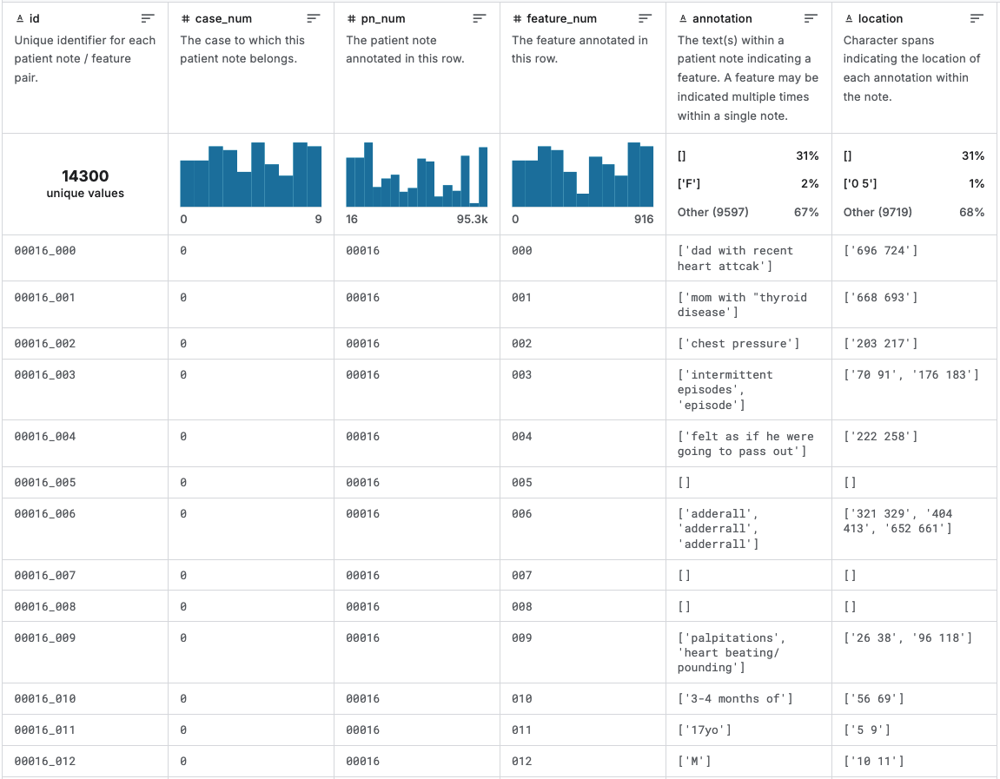 id
Unique identifier for each
patient note / feature
pair.
# case_num
The case to which this
patient note belongs.
# pn_num
The patient note
annotated in this row.
# feature_num
The feature annotated in
this row.
annotation
The text(s) within a
patient note indicating a
feature. A feature may be
indicated multiple times
within a single note.
location
Character spans
indicating the location of
each annotation within
the note.
14300
unique values
0 9
16 95.3k
0 916
[] 31%
['F'] 2%
Other (9597) 67%
[] 31%
['0 5'] 1%
Other (9719) 68%
00016_000 0 00016 000 ['dad with recent ['696 724']
heart attcak']
00016_001 0 00016 001 ['mom with "thyroid ['668 693']
disease']
00016_002 0 00016 002 ['chest pressure'] ['203 217']
00016_003 0 00016 003 ['intermittent ['70 91', '176 183']
episodes',
'episode']
00016_004 0 00016 004 ['felt as if he were ['222 258']
going to pass out']
00016_005 0 00016 005 [] []
00016_006 0 00016 006 ['adderall', ['321 329', '404
'adderrall', 413', '652 661']
'adderrall']
00016_007 0 00016 007 [] []
00016_008 0 00016 008 [] []
00016_009 0 00016 009 ['palpitations', ['26 38', '96 118']
'heart beating/
pounding']
00016_010 0 00016 010 ['3-4 months of'] ['56 69']
00016_011 0 00016 011 ['17yo'] ['5 9']
00016_012 0 00016 012 ['M'] ['10 11']